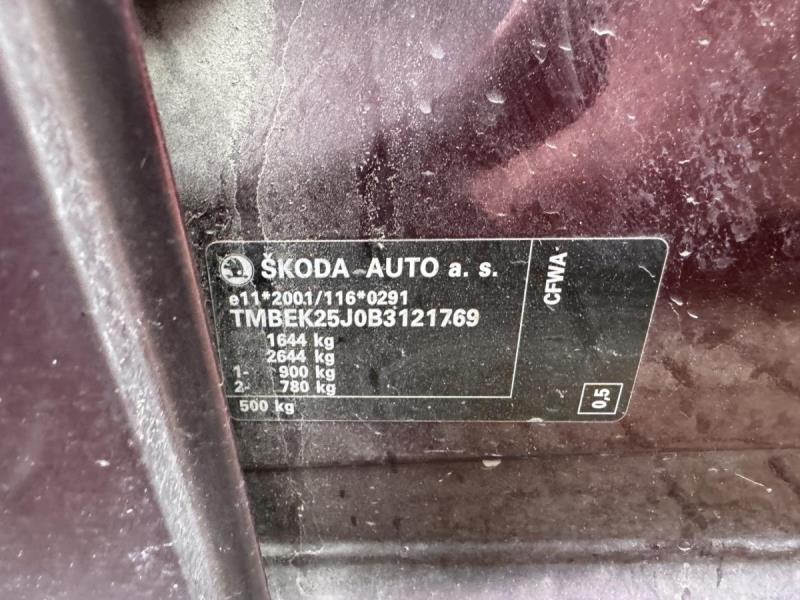 ŠKODA AUTO a. s.
e11*2001/116*0291
TMBEK25J0B3121769
1644 kg
2644 kg
1- 900 kg
2- 780 kg
500 kg
CFWA
0,5